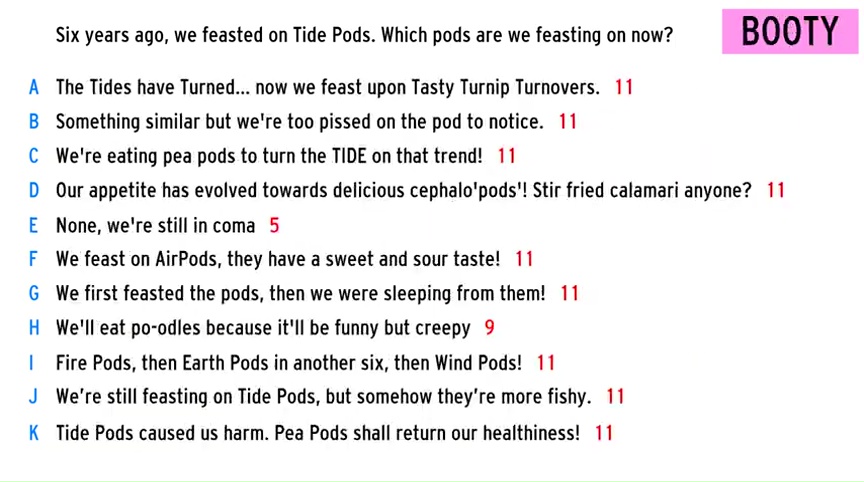 Six years ago, we feasted on Tide Pods. Which pods are we feasting on now?
BOOTY
A The Tides have Turned... now we feast upon Tasty Turnip Turnovers. 11
B Something similar but we're too pissed on the pod to notice. 11
C We're eating pea pods to turn the TIDE on that trend! 11
D Our appetite has evolved towards delicious cephalo'pods'! Stir fried calamari anyone? 11
E None, we're still in coma 5
F We feast on AirPods, they have a sweet and sour taste! 11
G We first feasted the pods, then we were sleeping from them! 11
H We'll eat po-odles because it'll be funny but creepy 9
I Fire Pods, then Earth Pods in another six, then Wind Pods! 11
J We’re still feasting on Tide Pods, but somehow they’re more fishy. 11
K Tide Pods caused us harm. Pea Pods shall return our healthiness! 11